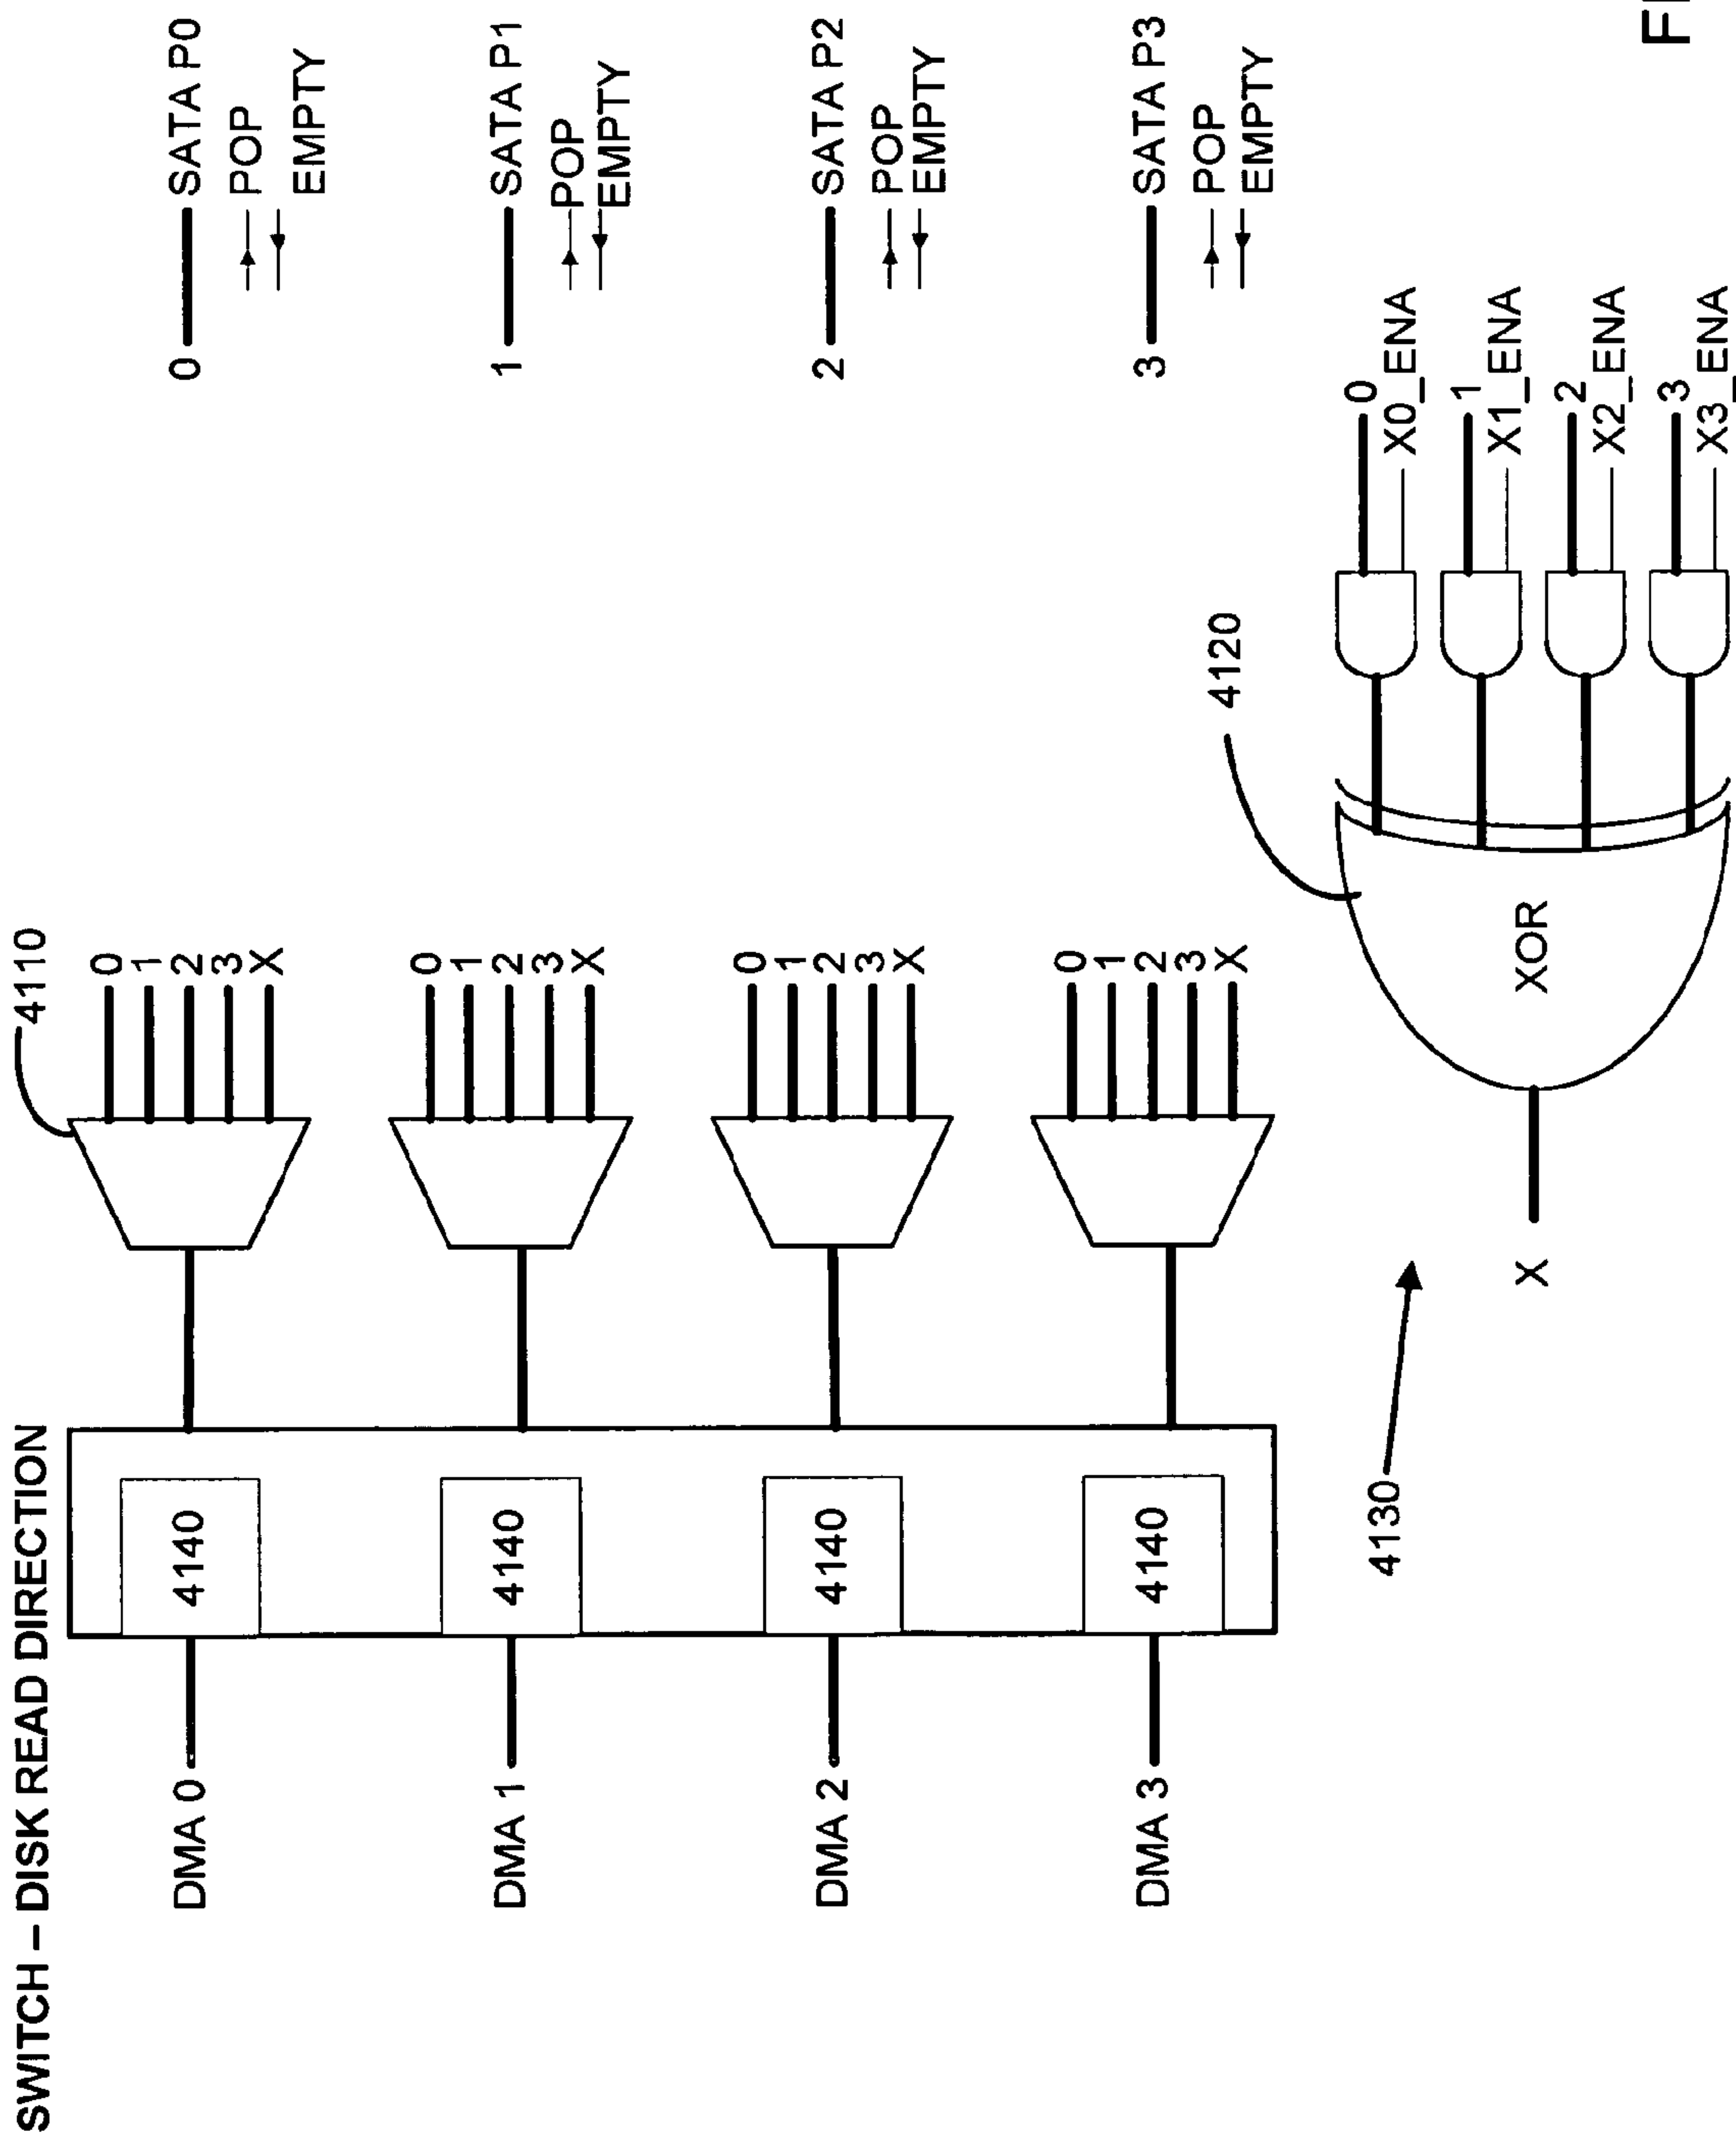 SWITCH – DISK READ DIRECTION
4110
DMA 0
4140
0
1
2
3
X
0
SATA P0
POP
EMPTY
DMA 1
4140
0
1
2
3
X
1
SATA P1
POP
EMPTY
DMA 2
4140
0
1
2
3
X
2
SATA P2
POP
EMPTY
DMA 3
4140
0
1
2
3
X
3
SATA P3
POP
EMPTY
4120
4130
X
XOR
0
X0_ENA
1
X1_ENA
2
X2_ENA
3
X3_ENA